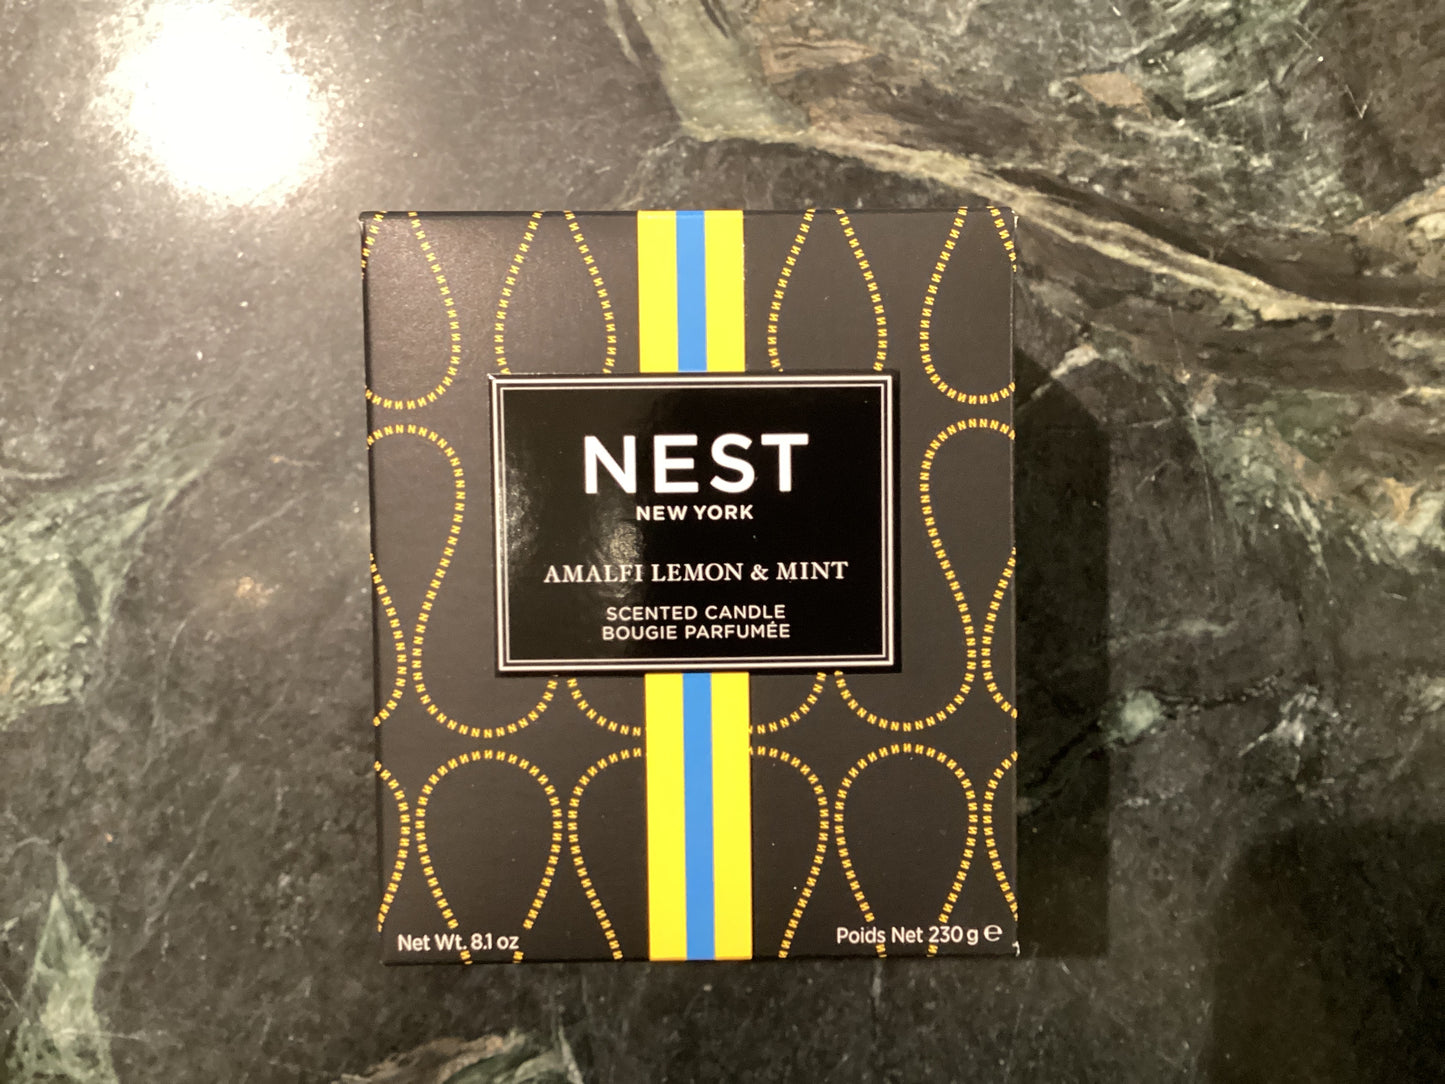 NEST
NEW YORK
AMALFI LEMON & MINT
SCENTED CANDLE
BOUGIE PARFUMÉE
Net Wt. 8.1 oz
Poids Net 230 g ℮